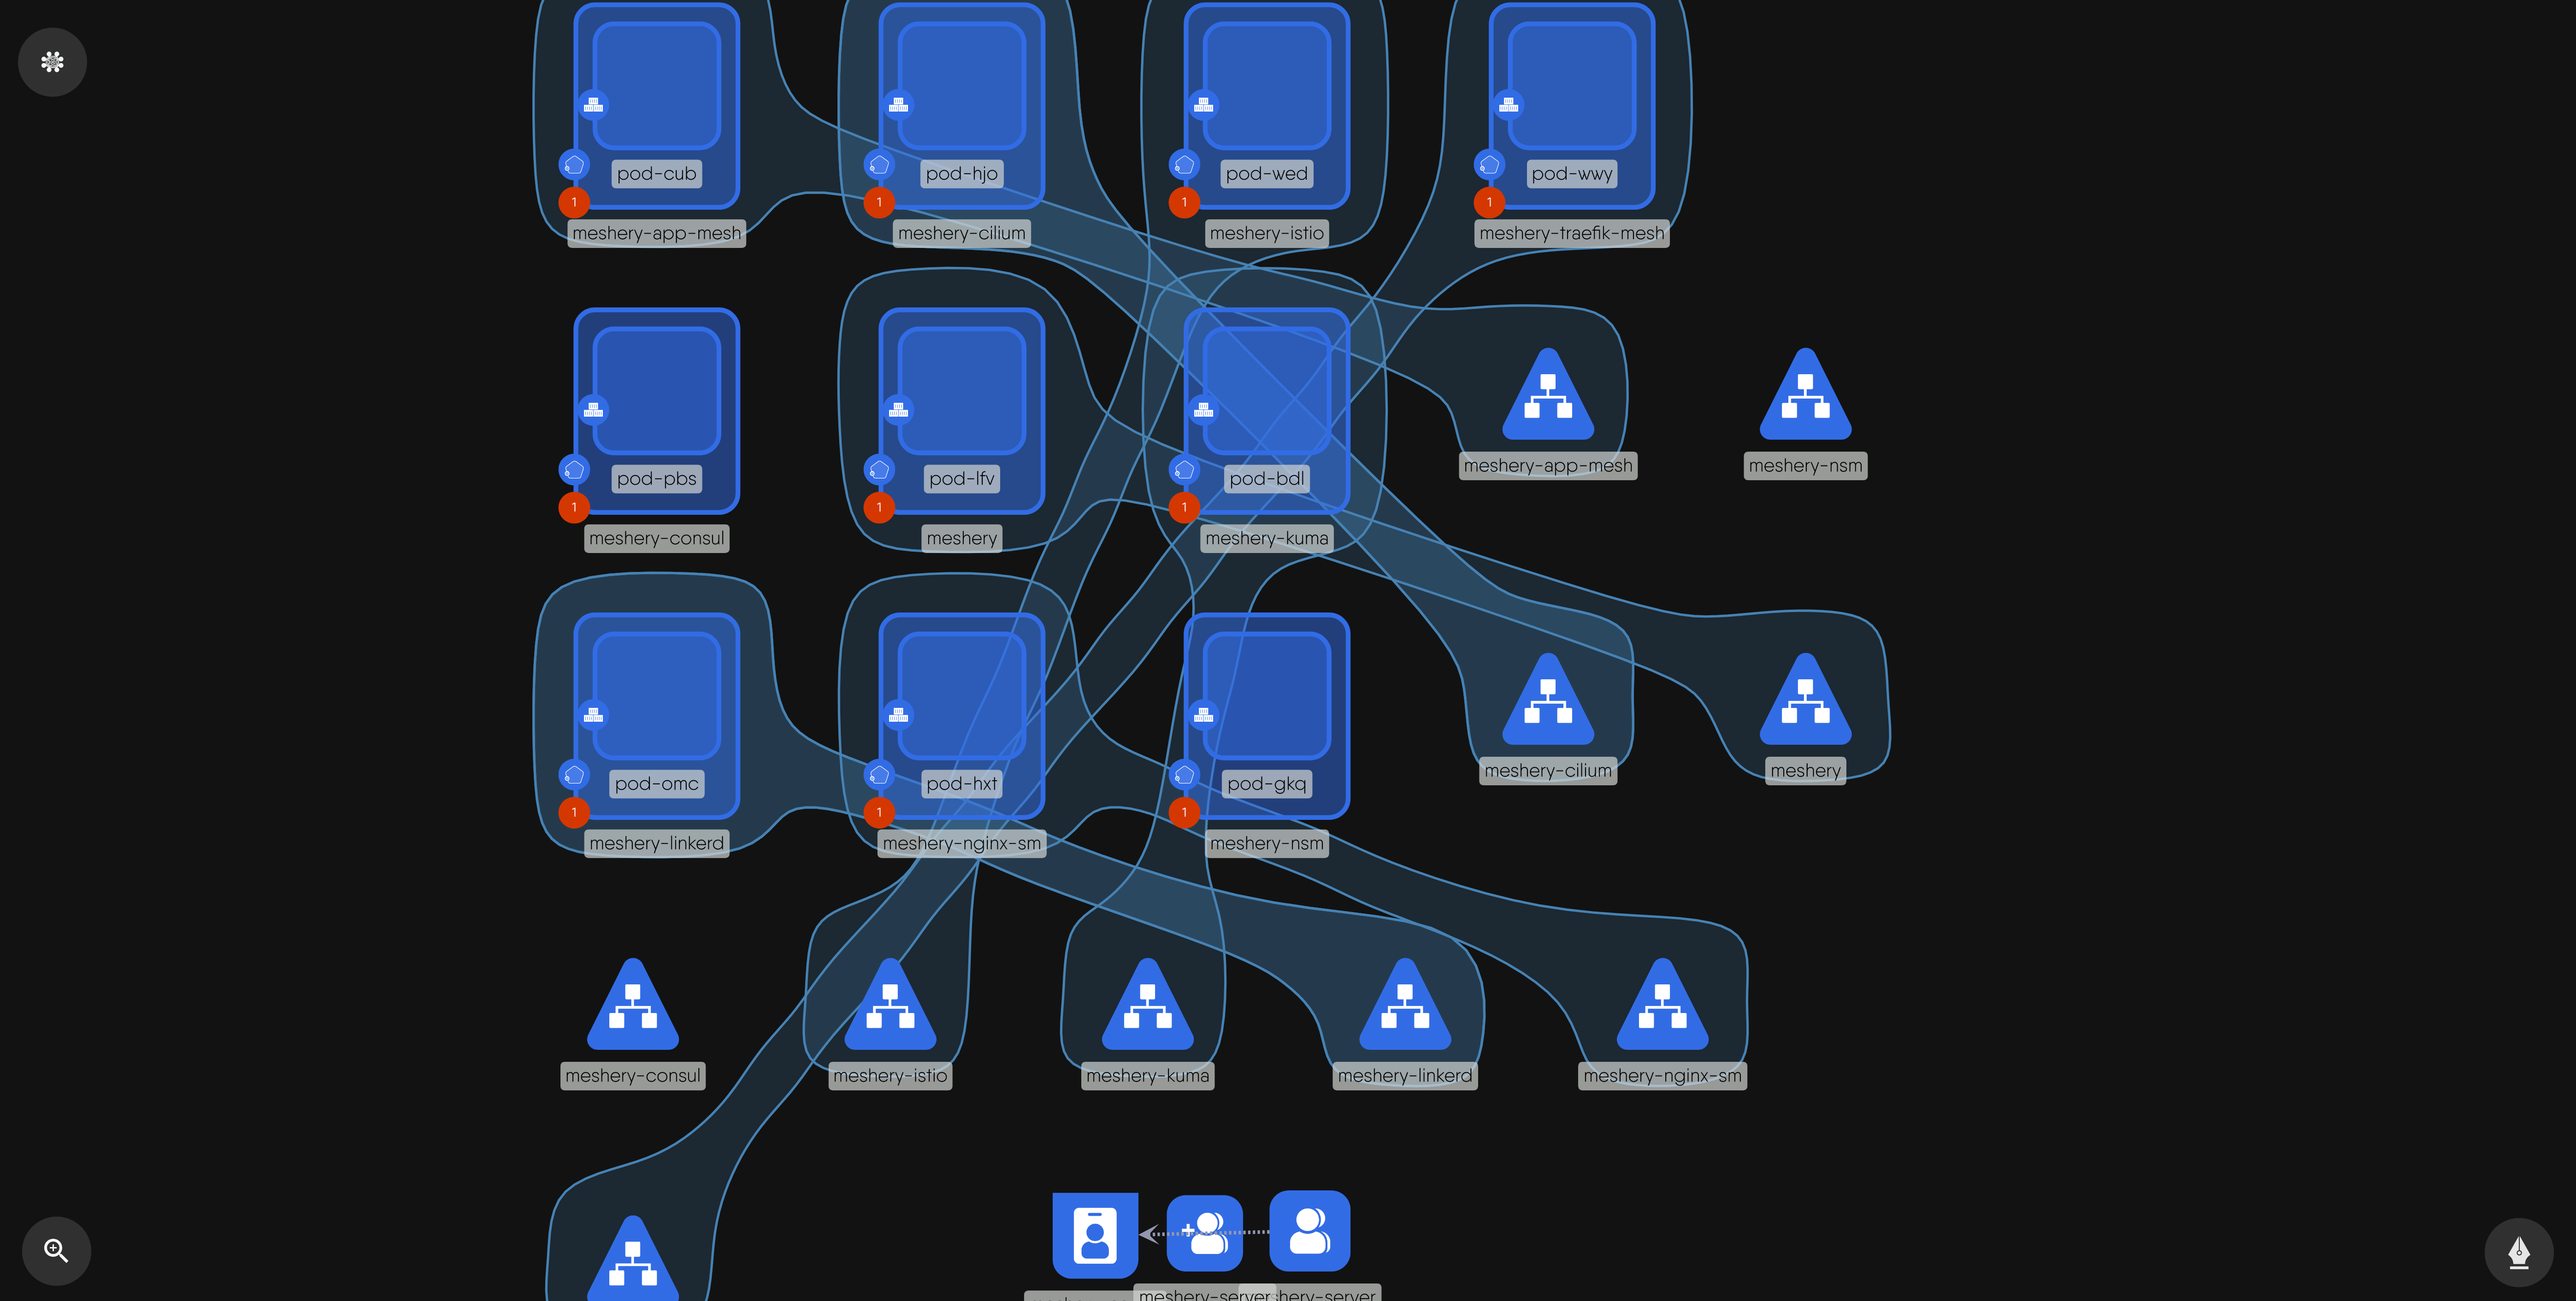 pod-cub
pod-hjo
pod-wed
pod-wwy
1
1
1
1
meshery-app-mesh
meshery-cilium
meshery-istio
meshery-traefik-mesh
pod-pbs
pod-lfv
pod-bdl
meshery-app-mesh
meshery-nsm
1
1
1
meshery-consul
meshery
meshery-kuma
pod-omc
pod-hxt
pod-gkq
meshery-cilium
meshery
1
1
1
meshery-linkerd
meshery-nginx-sm
meshery-nsm
meshery-consul
meshery-istio
meshery-kuma
meshery-linkerd
meshery-nginx-sm
meshery-server
hery-server